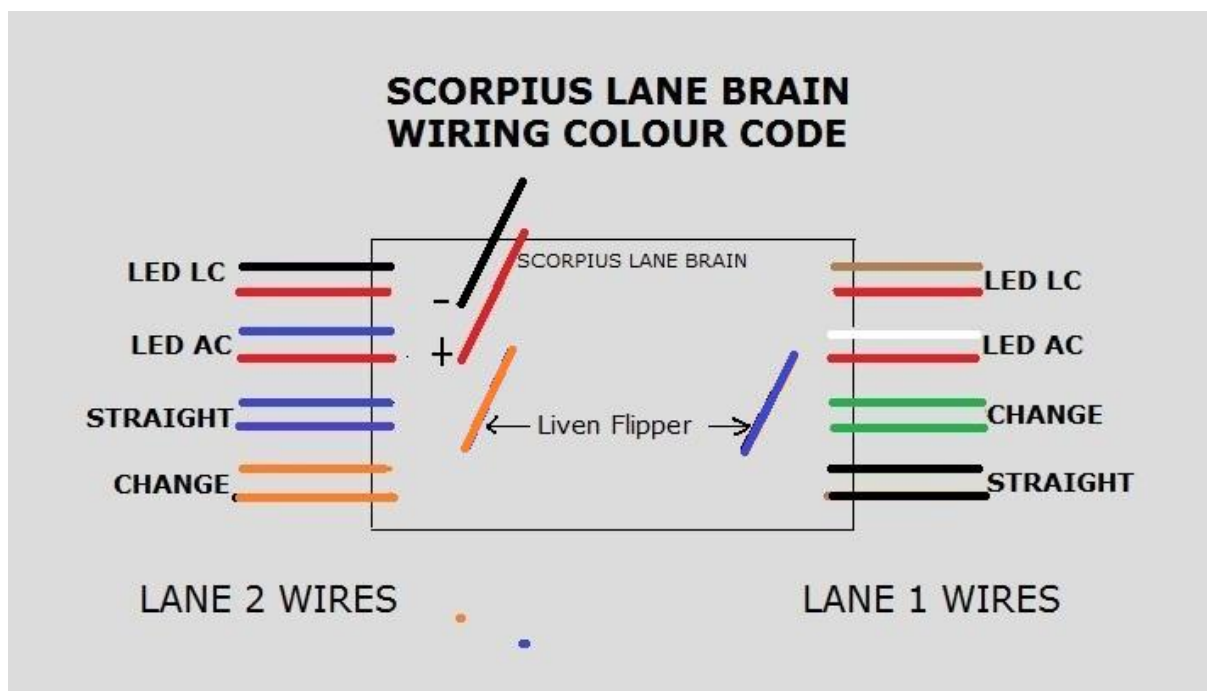 SCORPIUS LANE BRAIN
WIRING COLOUR CODE
SCORPIUS LANE BRAIN
LED LC
LED AC
STRAIGHT
CHANGE
-
+
Liven Flipper
LED LC
LED AC
CHANGE
STRAIGHT
LANE 2 WIRES
LANE 1 WIRES